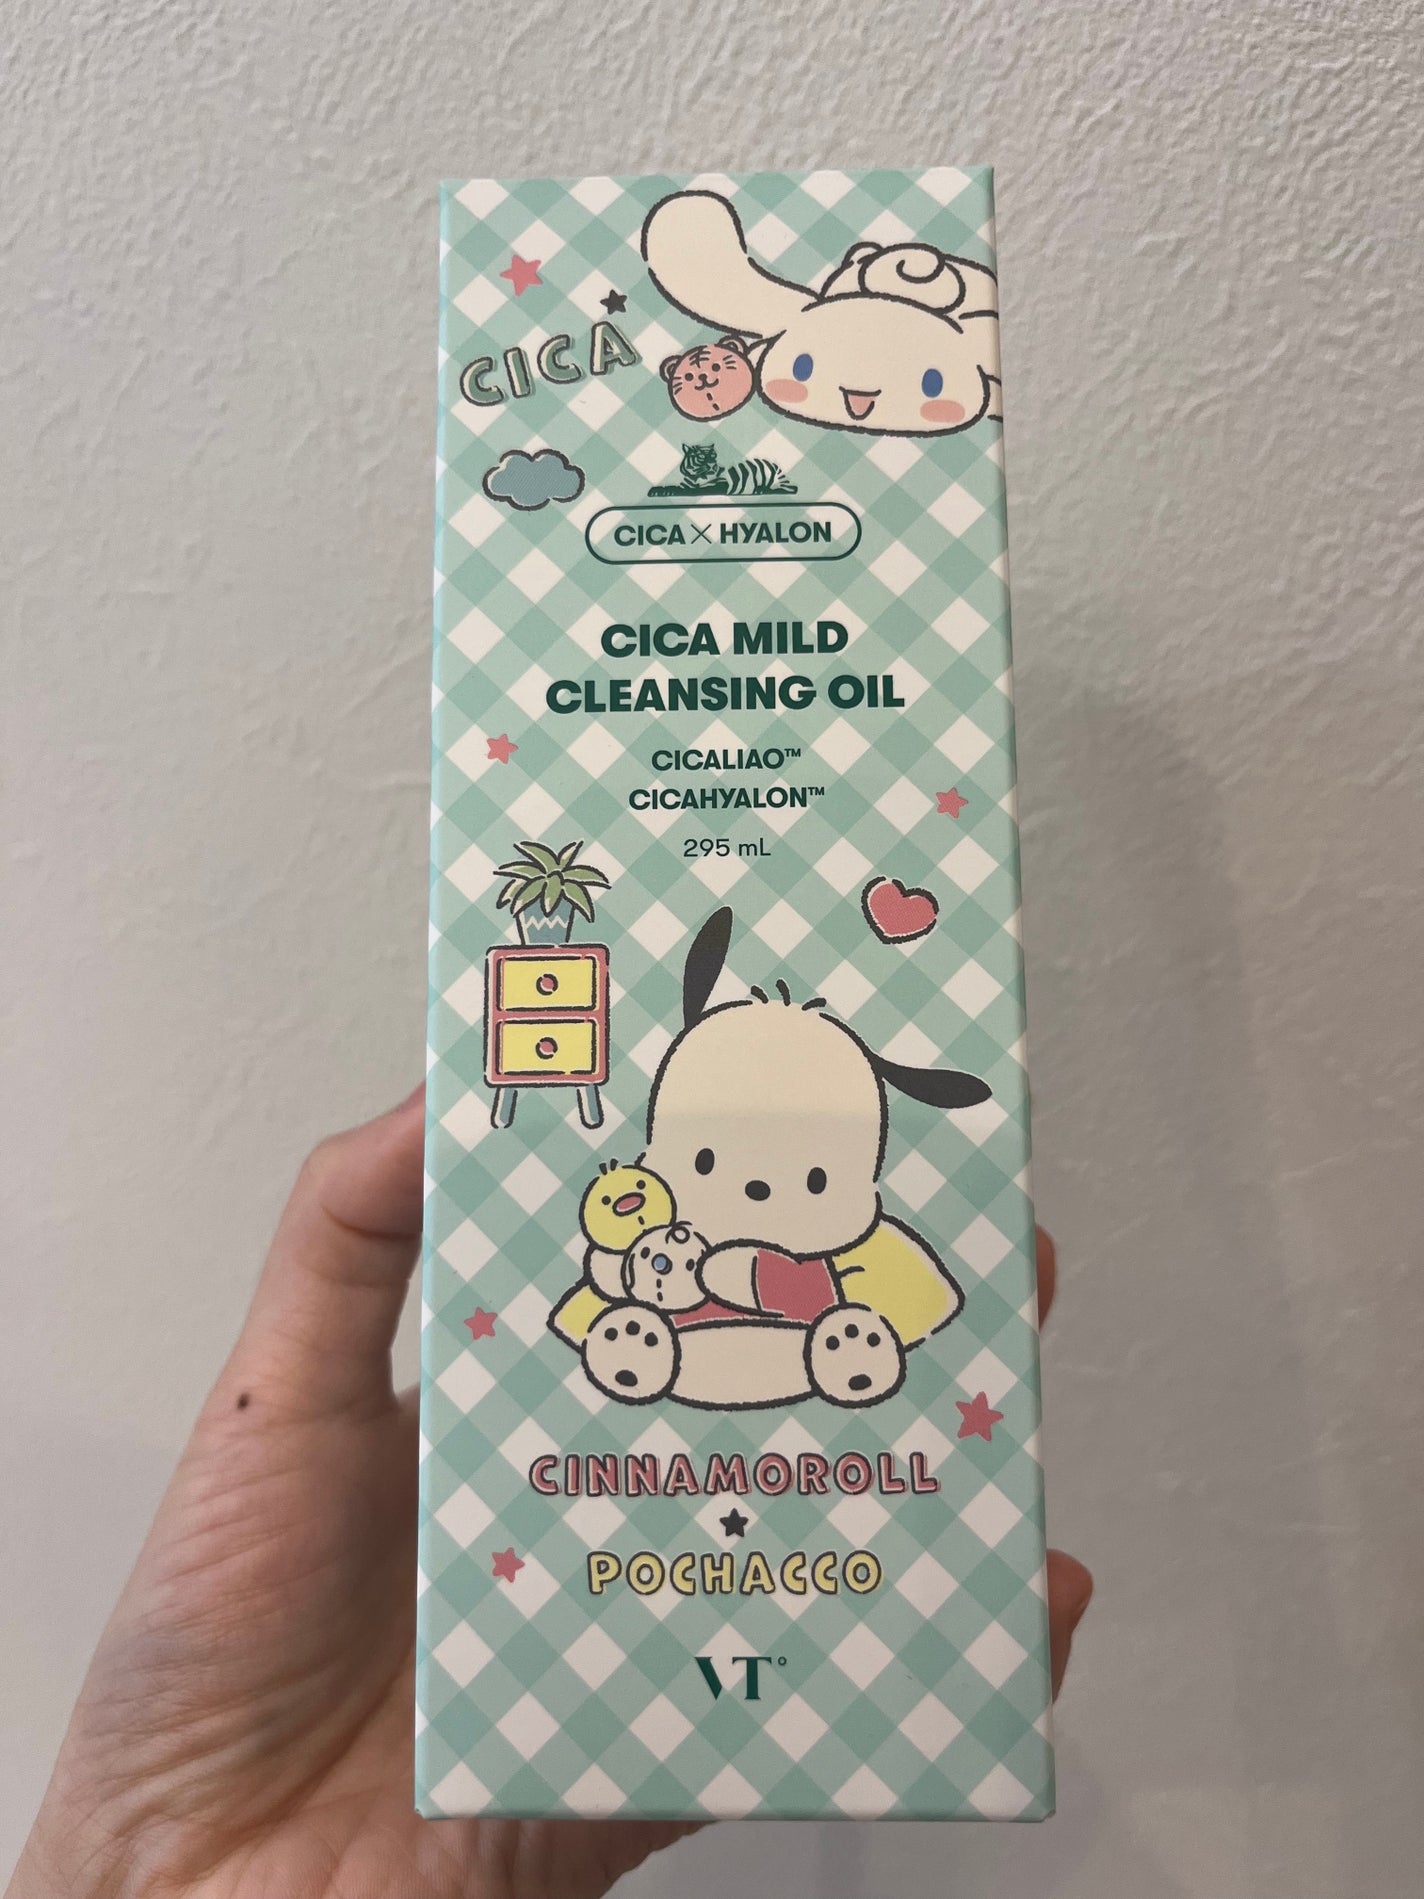 CICA
CICA×HYALON
CICA MILD
CLEANSING OIL
CICALIAO™
CICAHYALON™
295 mL
CINNAMOROLL
POCHACCO
VT